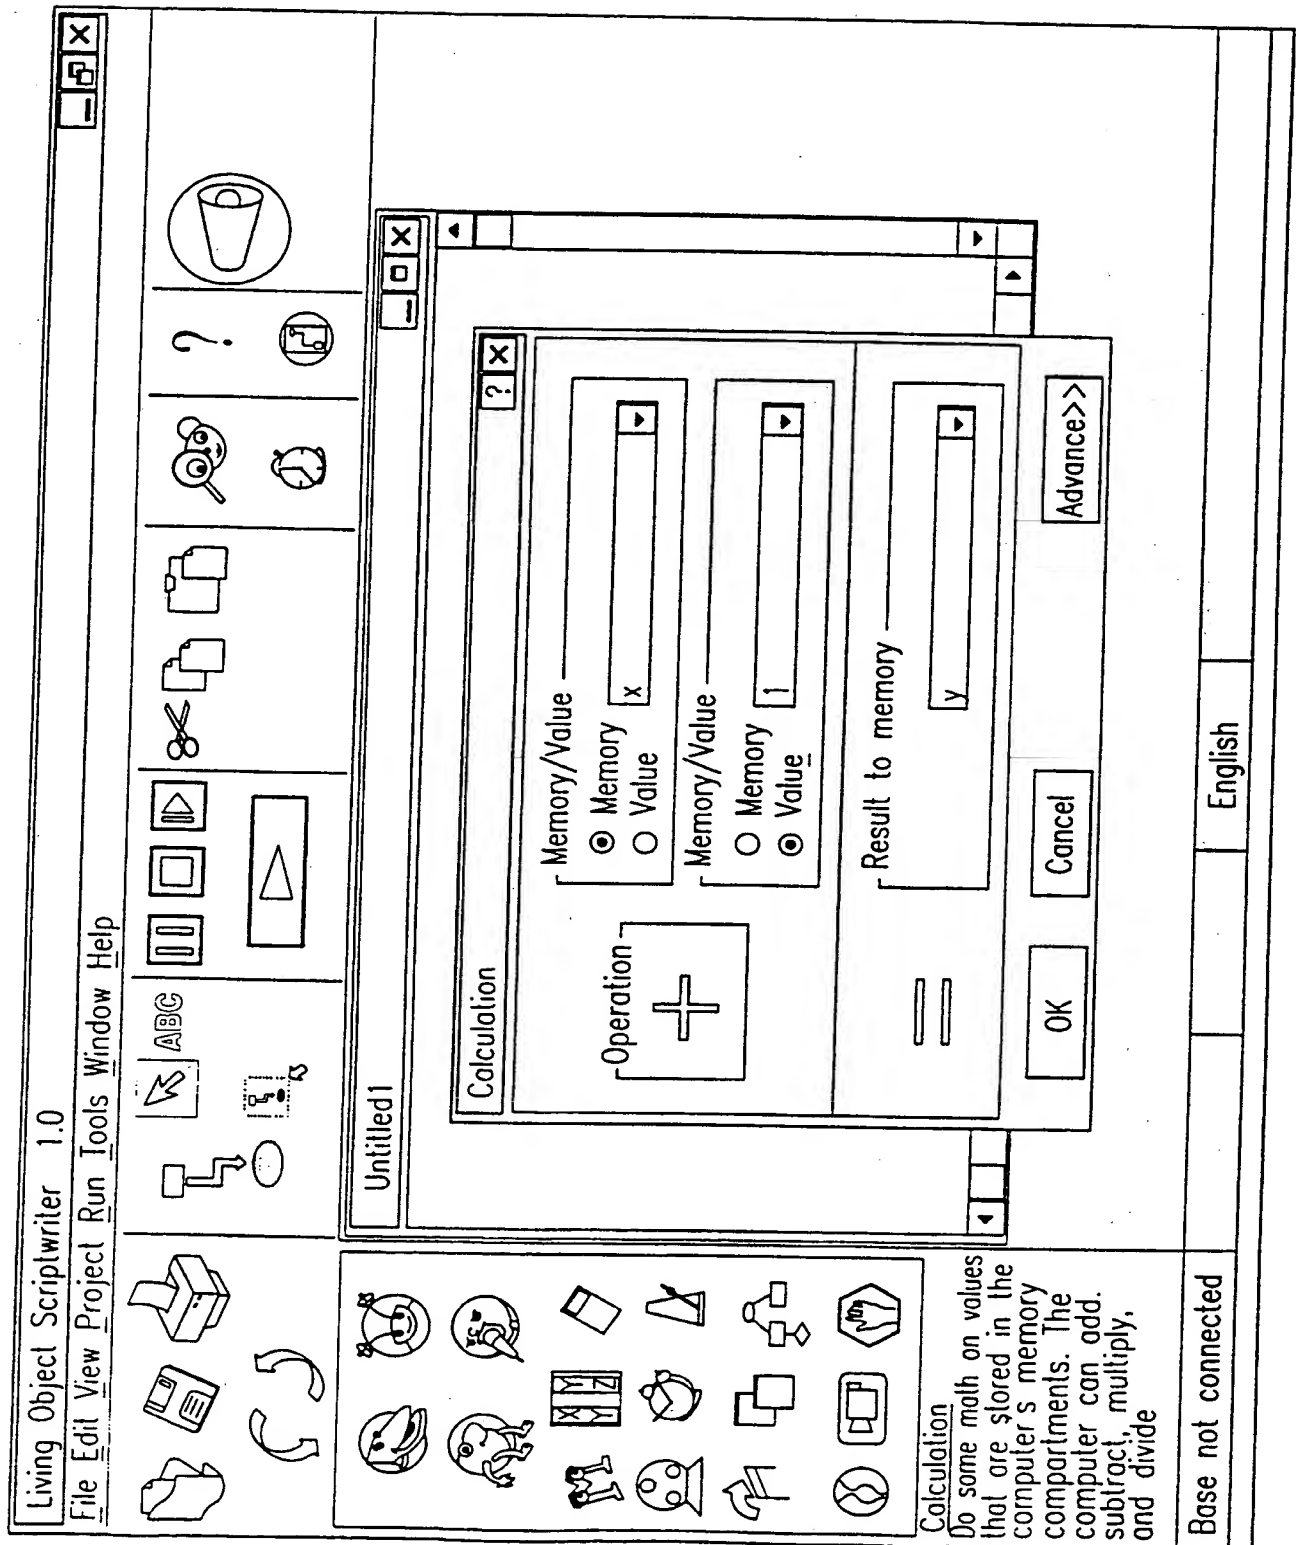 Living Object Scriptwriter 1.0
File Edit View Project Run Tools Window Help
ABC
?
Untitled1
Calculation
?
Operation
Memory/Value
Memory
Value
x
Memory/Value
Memory
Value
1
Result to memory
y
OK
Cancel
Advance>>
X Y
Y Z
Calculation
Do some math on values
that are stored in the
computer's memory
compartments. The
computer can add.
subtract, multiply,
and divide
Base not connected
English